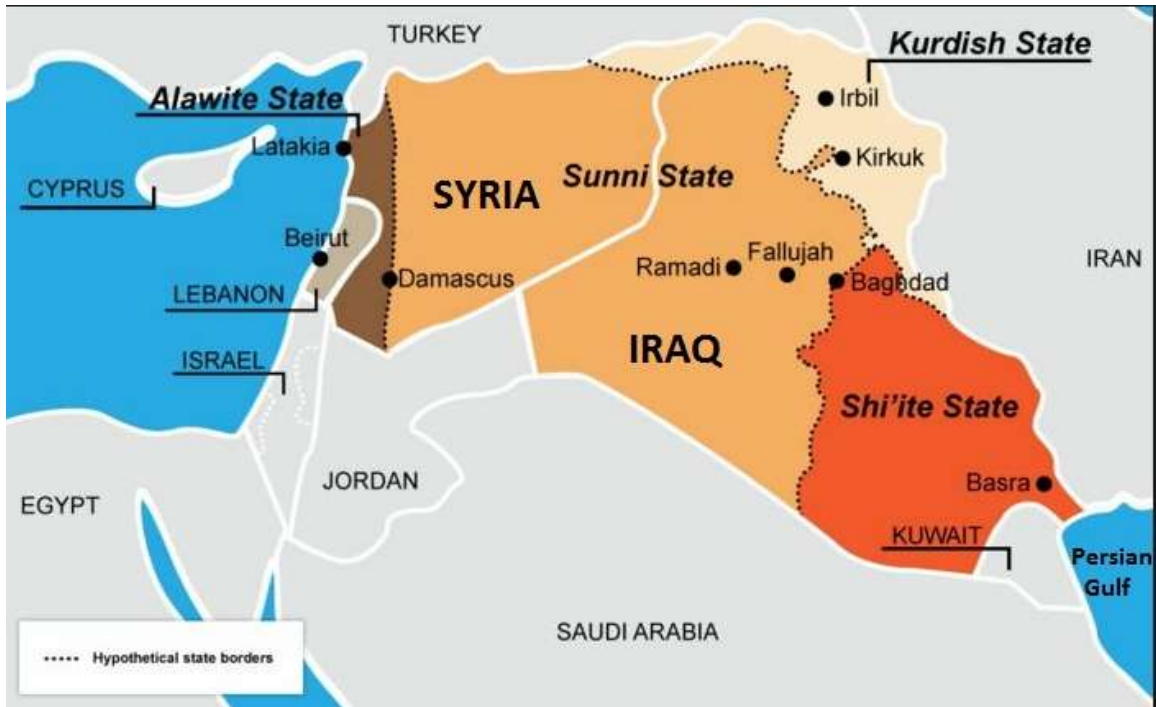 TURKEY
Kurdish State
Alawite State
Irbil
Latakia
Kirkuk
Sunni State
CYPRUS
SYRIA
Beirut
Fallujah
Ramadi
IRAN
Damascus
Baghdad
LEBANON
IRAQ
ISRAEL
Shi'ite State
JORDAN
Basra
EGYPT
KUWAIT
Persian
Gulf
SAUDI ARABIA
Hypothetical state borders